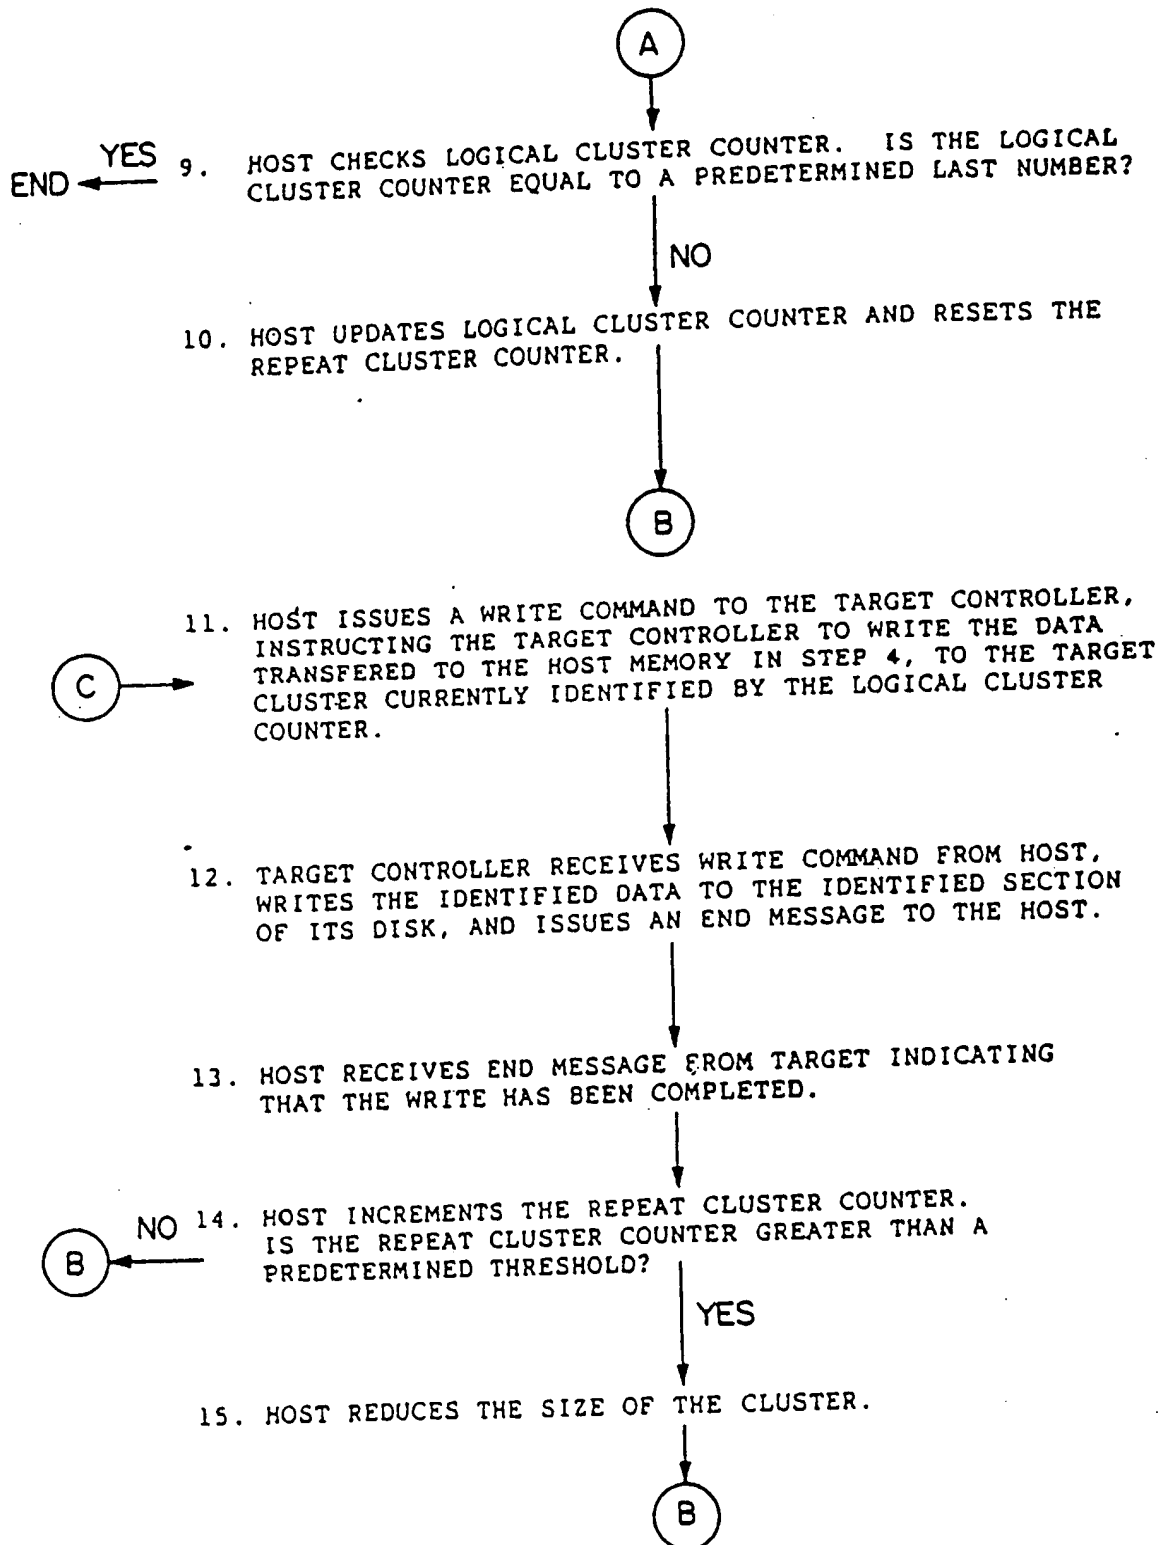 A
YES
END
9. HOST CHECKS LOGICAL CLUSTER COUNTER. IS THE LOGICAL
CLUSTER COUNTER EQUAL TO A PREDETERMINED LAST NUMBER?
NO
10. HOST UPDATES LOGICAL CLUSTER COUNTER AND RESETS THE
REPEAT CLUSTER COUNTER.
B
C
11. HOST ISSUES A WRITE COMMAND TO THE TARGET CONTROLLER,
INSTRUCTING THE TARGET CONTROLLER TO WRITE THE DATA
TRANSFERED TO THE HOST MEMORY IN STEP 4, TO THE TARGET
CLUSTER CURRENTLY IDENTIFIED BY THE LOGICAL CLUSTER
COUNTER.
12. TARGET CONTROLLER RECEIVES WRITE COMMAND FROM HOST,
WRITES THE IDENTIFIED DATA TO THE IDENTIFIED SECTION
OF ITS DISK, AND ISSUES AN END MESSAGE TO THE HOST.
13. HOST RECEIVES END MESSAGE FROM TARGET INDICATING
THAT THE WRITE HAS BEEN COMPLETED.
B
NO
14. HOST INCREMENTS THE REPEAT CLUSTER COUNTER.
IS THE REPEAT CLUSTER COUNTER GREATER THAN A
PREDETERMINED THRESHOLD?
YES
15. HOST REDUCES THE SIZE OF THE CLUSTER.
B